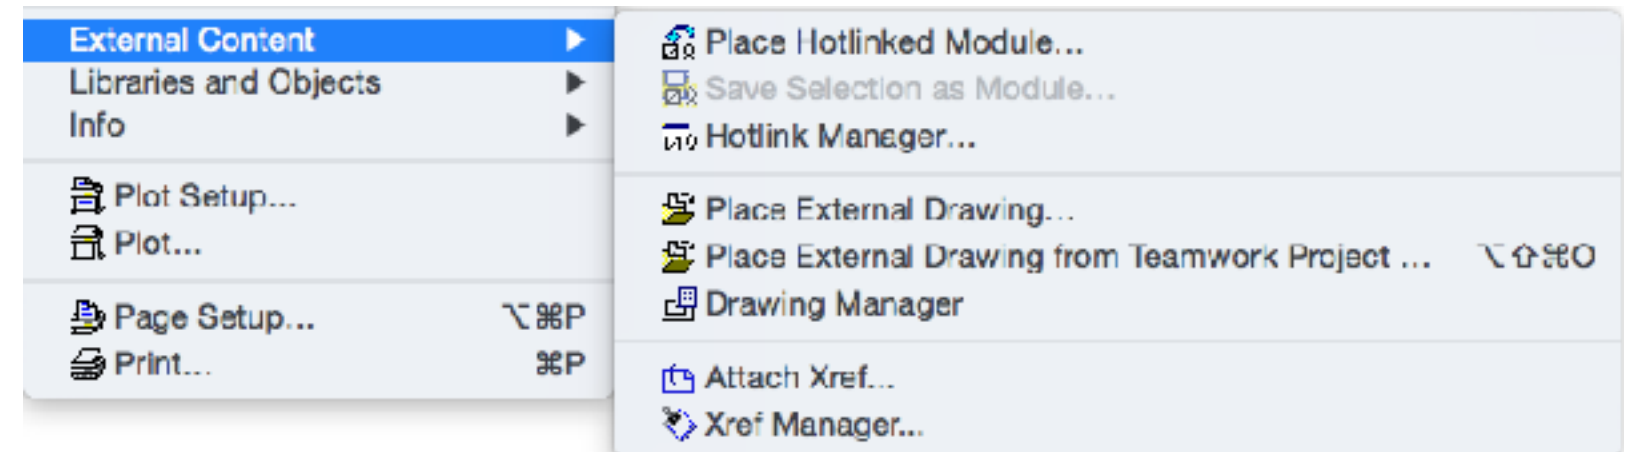 External Content
Libraries and Objects
Info
Plot Setup...
Plot...
Page Setup... ⌥⌘P
Print... ⌘P
Place Hotlinked Module...
Save Selection as Module...
Hotlink Manager...
Place External Drawing...
Place External Drawing from Teamwork Project ... ⌥⇧⌘O
Drawing Manager
Attach Xref...
Xref Manager...